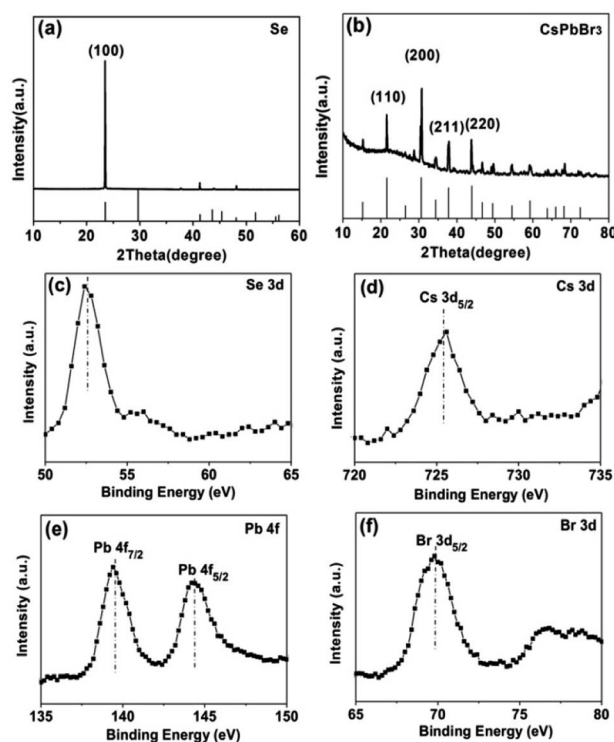 (a)
Se
(100)
Intensity(a.u.)
10 20 30 40 50 60
2Theta(degree)
(b)
CsPbBr3
(200)
(110)
(211)
(220)
Intensity(a.u.)
10 20 30 40 50 60 70 80
2Theta(degree)
(c)
Se 3d
Intensity (a.u.)
50 55 60 65
Binding Energy (eV)
(d)
Cs 3d
Cs 3d5/2
Intensity (a.u.)
720 725 730 735
Binding Energy (eV)
(e)
Pb 4f
Pb 4f7/2
Pb 4f5/2
Intensity (a.u.)
135 140 145 150
Binding Energy (eV)
(f)
Br 3d
Br 3d5/2
Intensity (a.u.)
65 70 75 80
Binding Energy (eV)